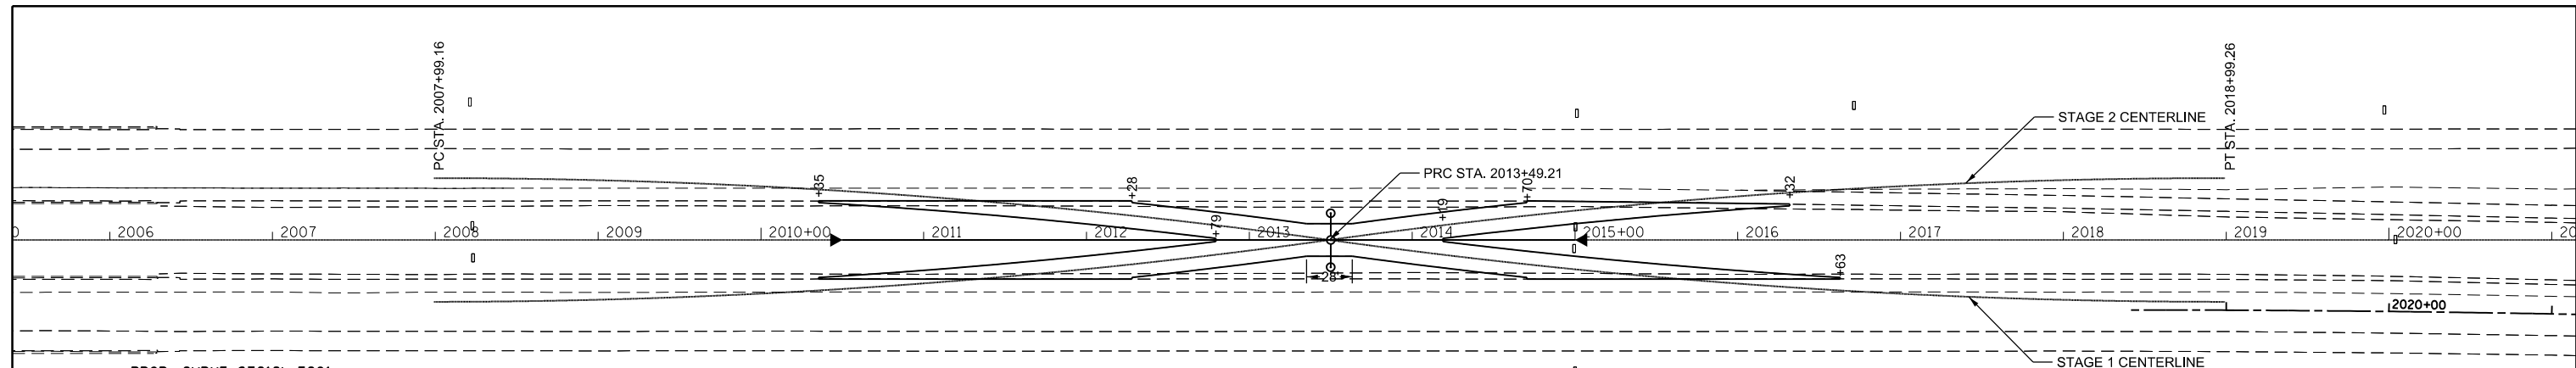 PC STA. 2007+99.16
PT STA. 2018+99.26
STAGE 2 CENTERLINE
PRC STA. 2013+49.21
+35
+28
+79
+19
+70
+32
+63
0 2006 2007 2008 2009 2010+00 2011 2012 2013 2014 2015+00 2016 2017 2018 2019 2020+00 20
28'
2020+00
STAGE 1 CENTERLINE